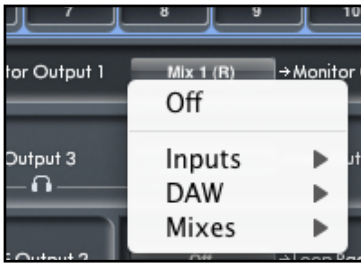 7 8 9 10
tor Output 1 Mix 1 (R) →Monitor
Off
Inputs
Output 3
DAW
Mixes
Output 2 Off →Loop Bac